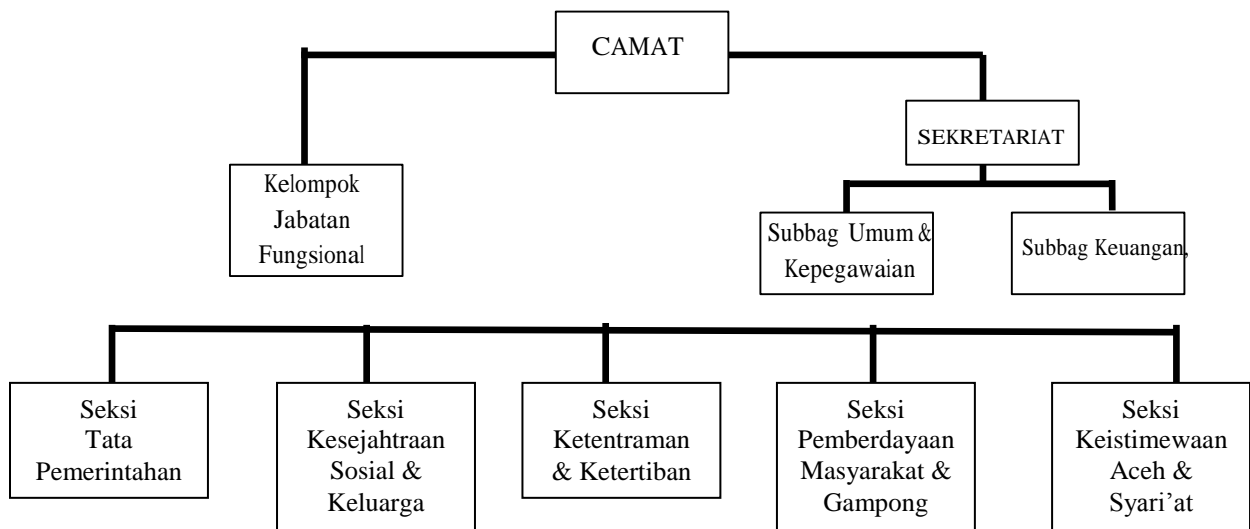 CAMAT
SEKRETARIAT
Kelompok
Jabatan
Fungsional
Subbag Umum &
Kepegawaian
Subbag Keuangan,
Seksi
Tata
Pemerintahan
Seksi
Kesejahtraan
Sosial &
Keluarga
Seksi
Ketentraman
& Ketertiban
Seksi
Pemberdayaan
Masyarakat &
Gampong
Seksi
Keistimewaan
Aceh &
Syari’at